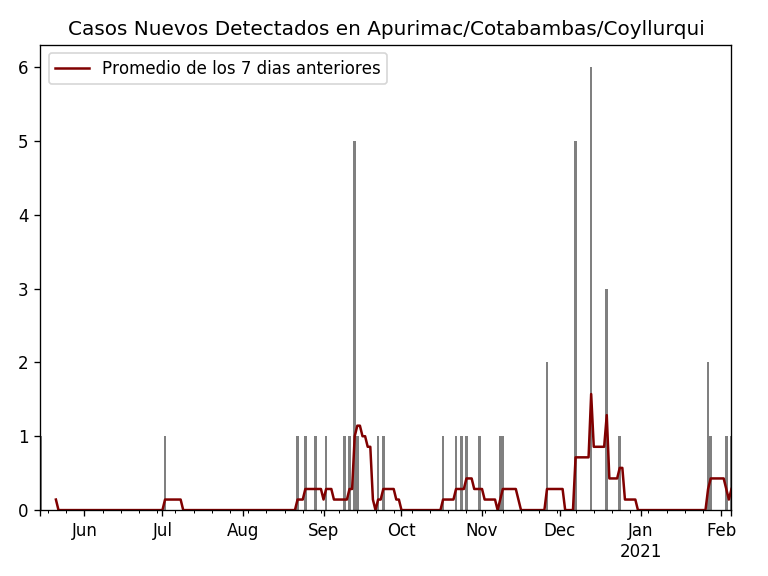 Casos Nuevos Detectados en Apurimac/Cotabambas/Coyllurqui
Promedio de los 7 dias anteriores
6
5
4
3
2
1
0
Jun Jul Aug Sep Oct Nov Dec Jan Feb
2021